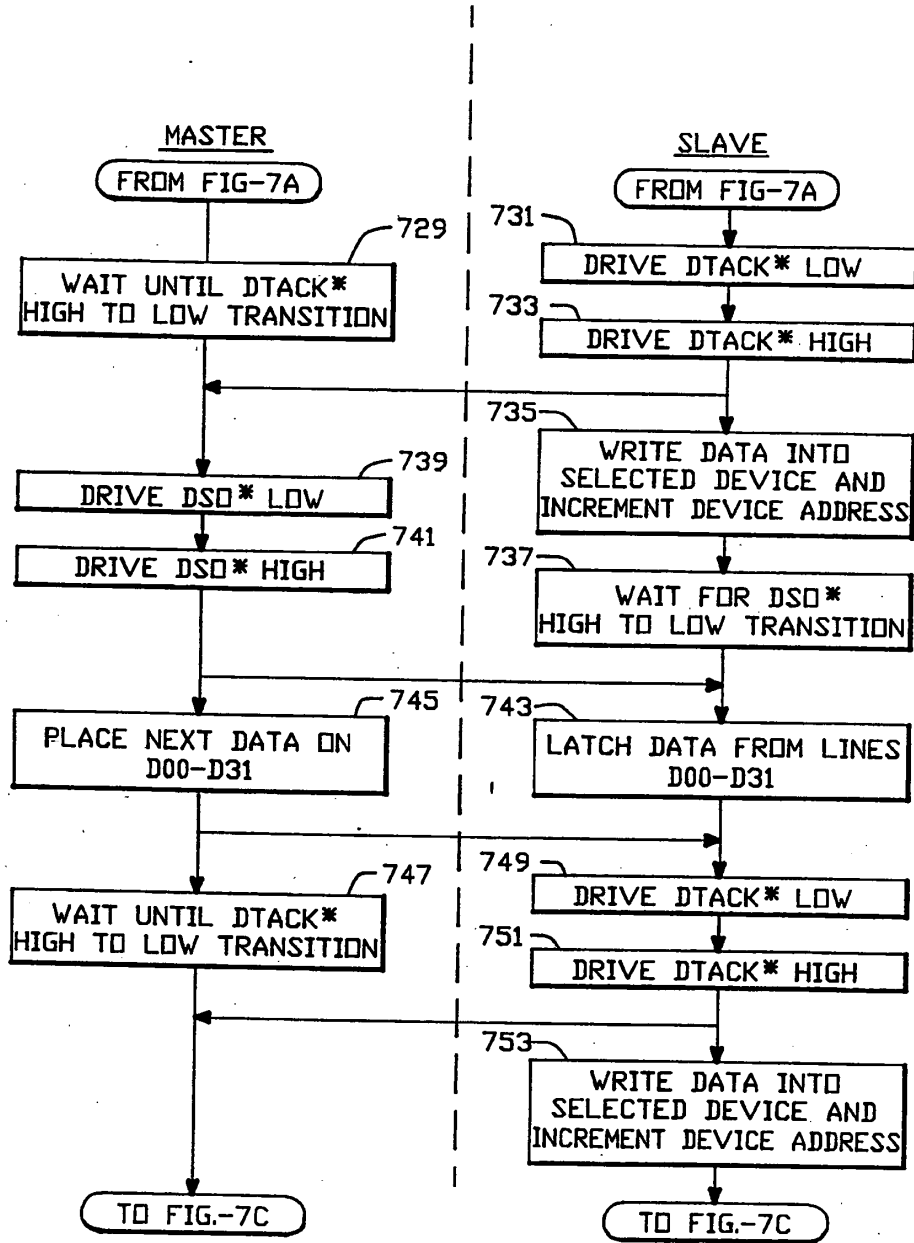 MASTER
SLAVE
FROM FIG-7A
FROM FIG-7A
729
WAIT UNTIL DTACK*
HIGH TO LOW TRANSITION
731
DRIVE DTACK* LOW
733
DRIVE DTACK* HIGH
735
WRITE DATA INTO
SELECTED DEVICE AND
INCREMENT DEVICE ADDRESS
739
DRIVE DSO* LOW
741
DRIVE DSO* HIGH
737
WAIT FOR DSO*
HIGH TO LOW TRANSITION
745
PLACE NEXT DATA ON
D00-D31
743
LATCH DATA FROM LINES
D00-D31
747
WAIT UNTIL DTACK*
HIGH TO LOW TRANSITION
749
DRIVE DTACK* LOW
751
DRIVE DTACK* HIGH
753
WRITE DATA INTO
SELECTED DEVICE AND
INCREMENT DEVICE ADDRESS
TO FIG.-7C
TO FIG.-7C